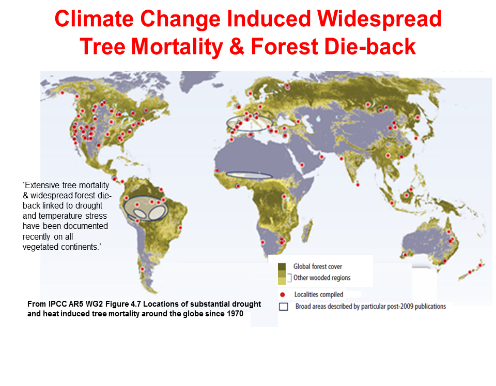 Climate Change Induced Widespread
Tree Mortality & Forest Die-back
'Extensive tree mortality
& widespread forest die-
back linked to drought
and temperature stress
have been documented
recently on all
vegetated continents.'
Global forest cover
Other wooded regions
Localities compiled
Broad areas described by particular post-2009 publications
From IPCC AR5 WG2 Figure 4.7 Locations of substantial drought
and heat induced tree mortality around the globe since 1970